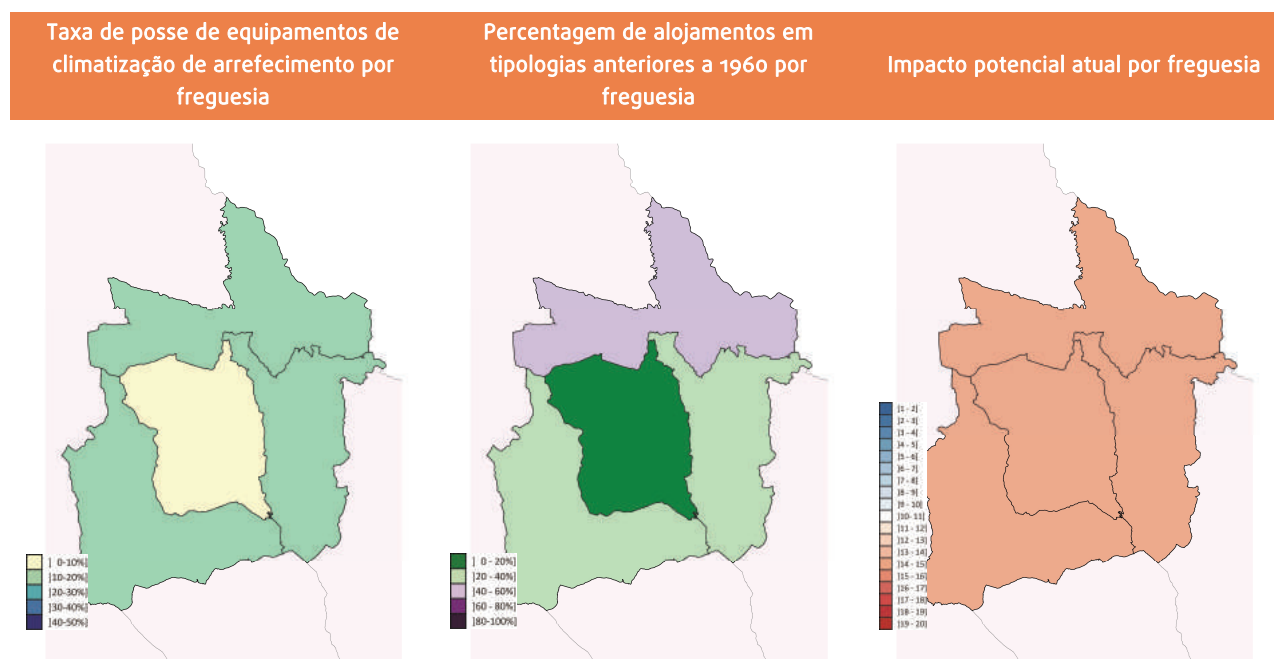 Taxa de posse de equipamentos de
climatização de arrefecimento por
freguesia
Percentagem de alojamentos em
tipologias anteriores a 1960 por
freguesia
Impacto potencial atual por freguesia
] 0-10%]
]10-20%]
]20-30%]
]30-40%]
]40-50%]
] 0 - 20%]
]20 - 40%]
]40 - 60%]
]60 - 80%]
]80-100%]
]1 - 2[
]2 - 3[
]3 - 4[
]4 - 5[
]5 - 6[
]6 - 7[
]7 - 8[
]8 - 9[
]9 - 10[
]10 - 11[
]11 - 12[
]12 - 13[
]13 - 14[
]14 - 15[
]15 - 16[
]16 - 17[
]17 - 18[
]18 - 19[
]19 - 20[